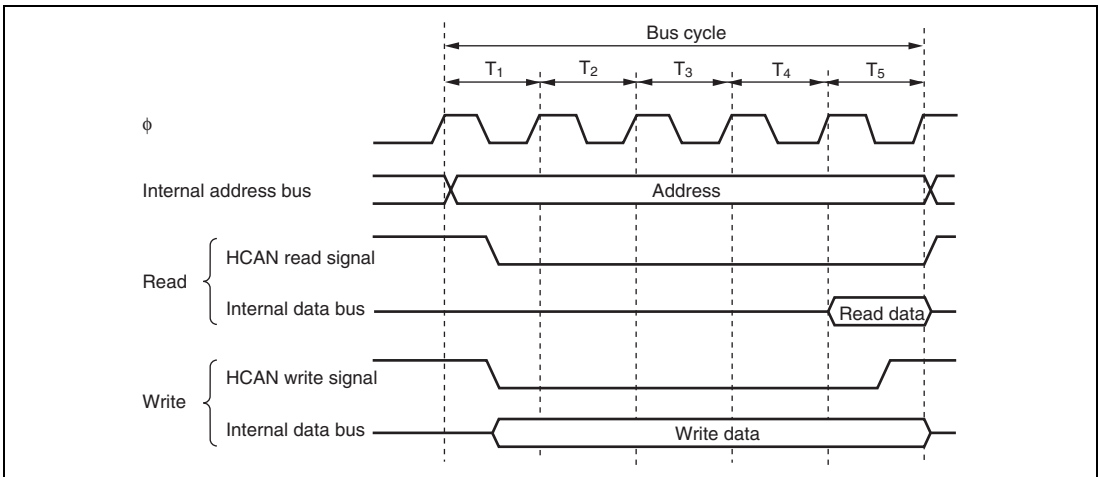 Bus cycle
T1 T2 T3 T4 T5
ϕ
Internal address bus Address
HCAN read signal
Read
Internal data bus Read data
HCAN write signal
Write
Internal data bus Write data